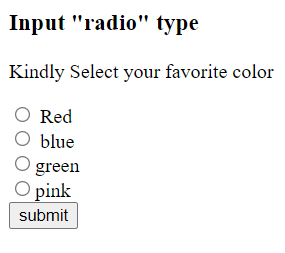 Input "radio" type
Kindly Select your favorite color
Red
blue
green
pink
submit